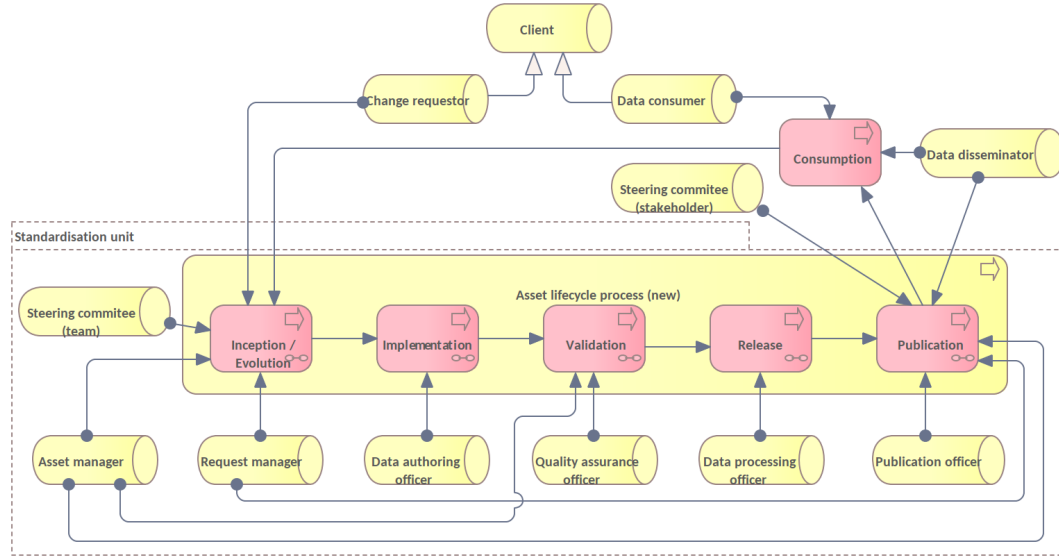 Client
Change requestor
Data consumer
Consumption
Data disseminator
Steering commitee
(stakeholder)
Standardisation unit
Asset lifecycle process (new)
Steering commitee
(team)
Inception /
Evolution
Implementation
Validation
Release
Publication
Asset manager
Request manager
Data authoring
officer
Quality assurance
officer
Data processing
officer
Publication officer